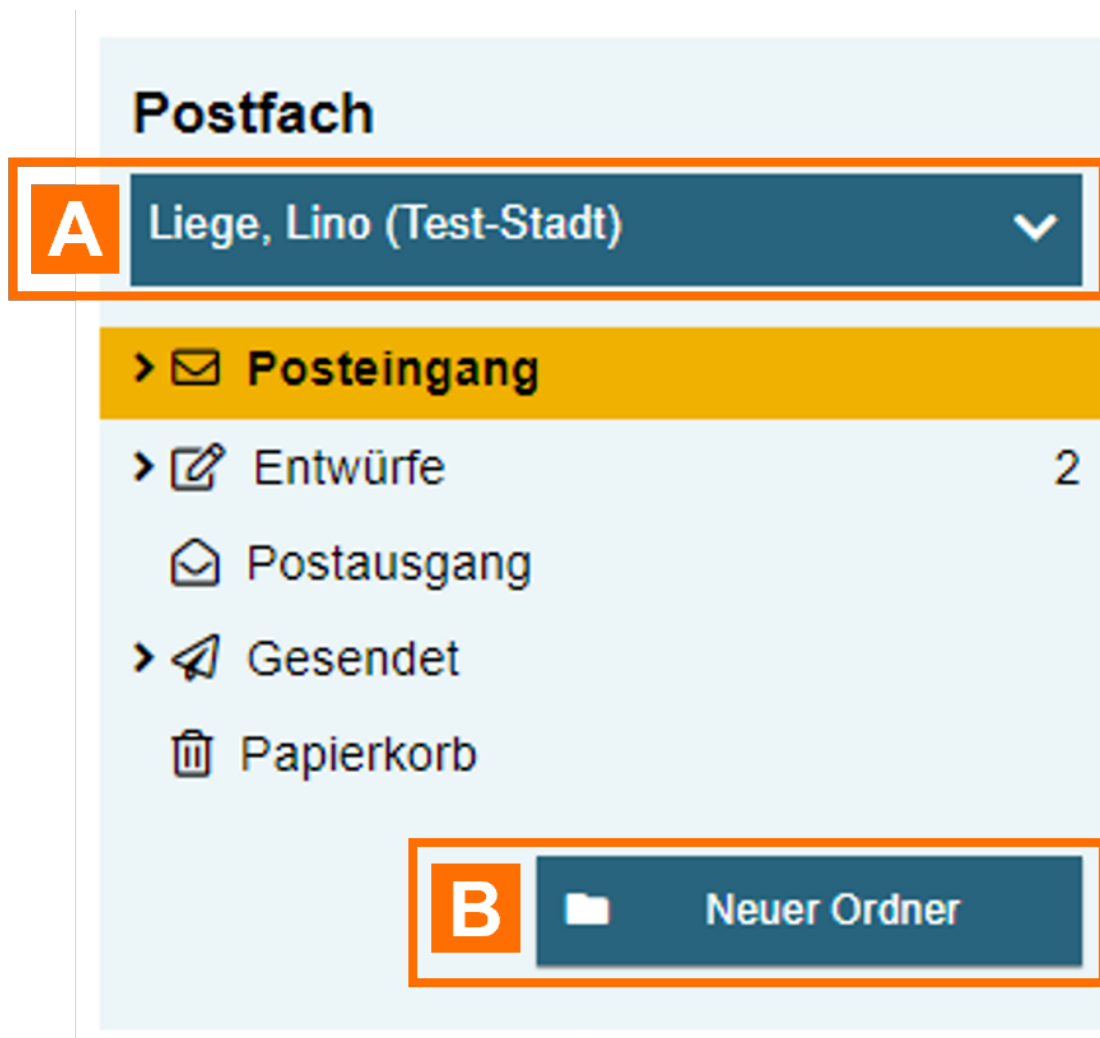 Postfach
A Liege, Lino (Test-Stadt)
Posteingang
Entwürfe 2
Postausgang
Gesendet
Papierkorb
B Neuer Ordner